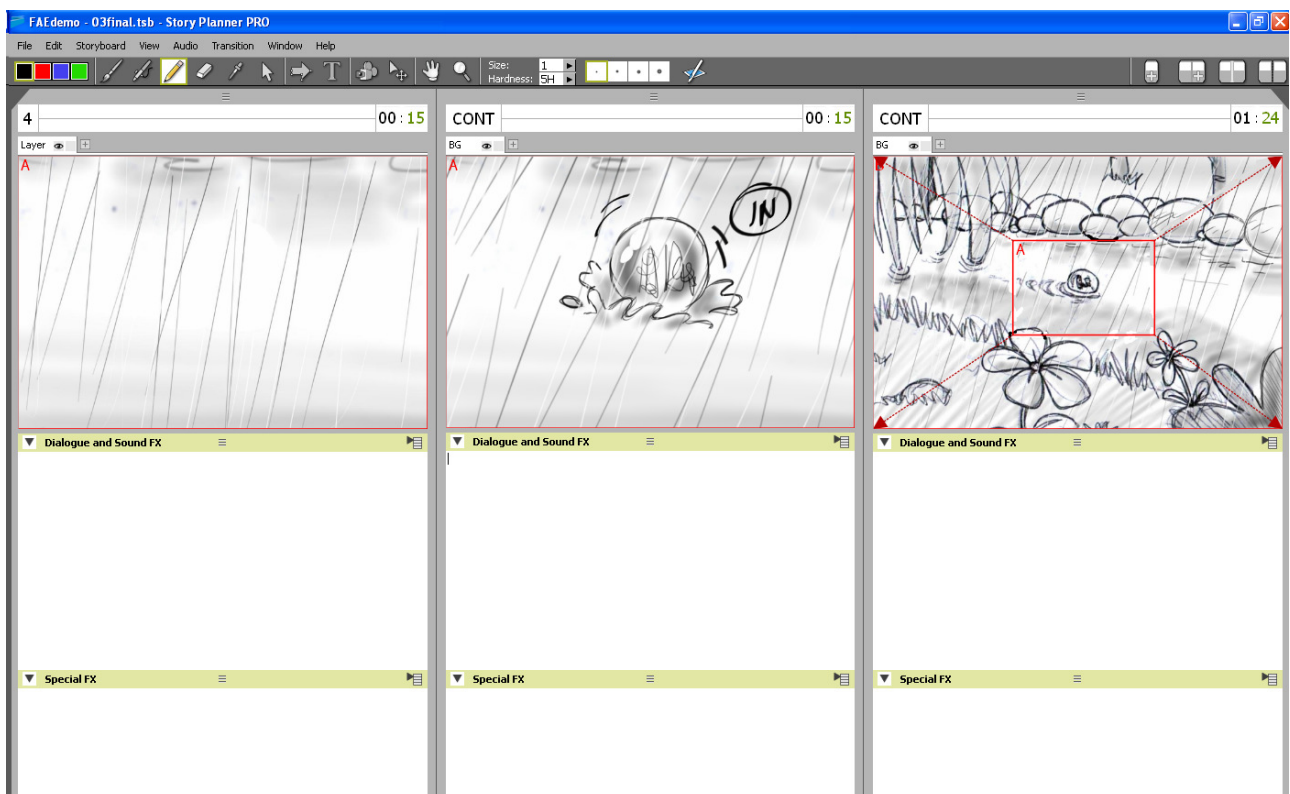 FAEdemo - 03final.tsb - Story Planner PRO
File Edit Storyboard View Audio Transition Window Help
Size: 1
Hardness: 5H
4 00:15
CONT 00:15
CONT 01:24
Layer
BG
BG
A
A
IN
A
Dialogue and Sound FX
Dialogue and Sound FX
Dialogue and Sound FX
Special FX
Special FX
Special FX